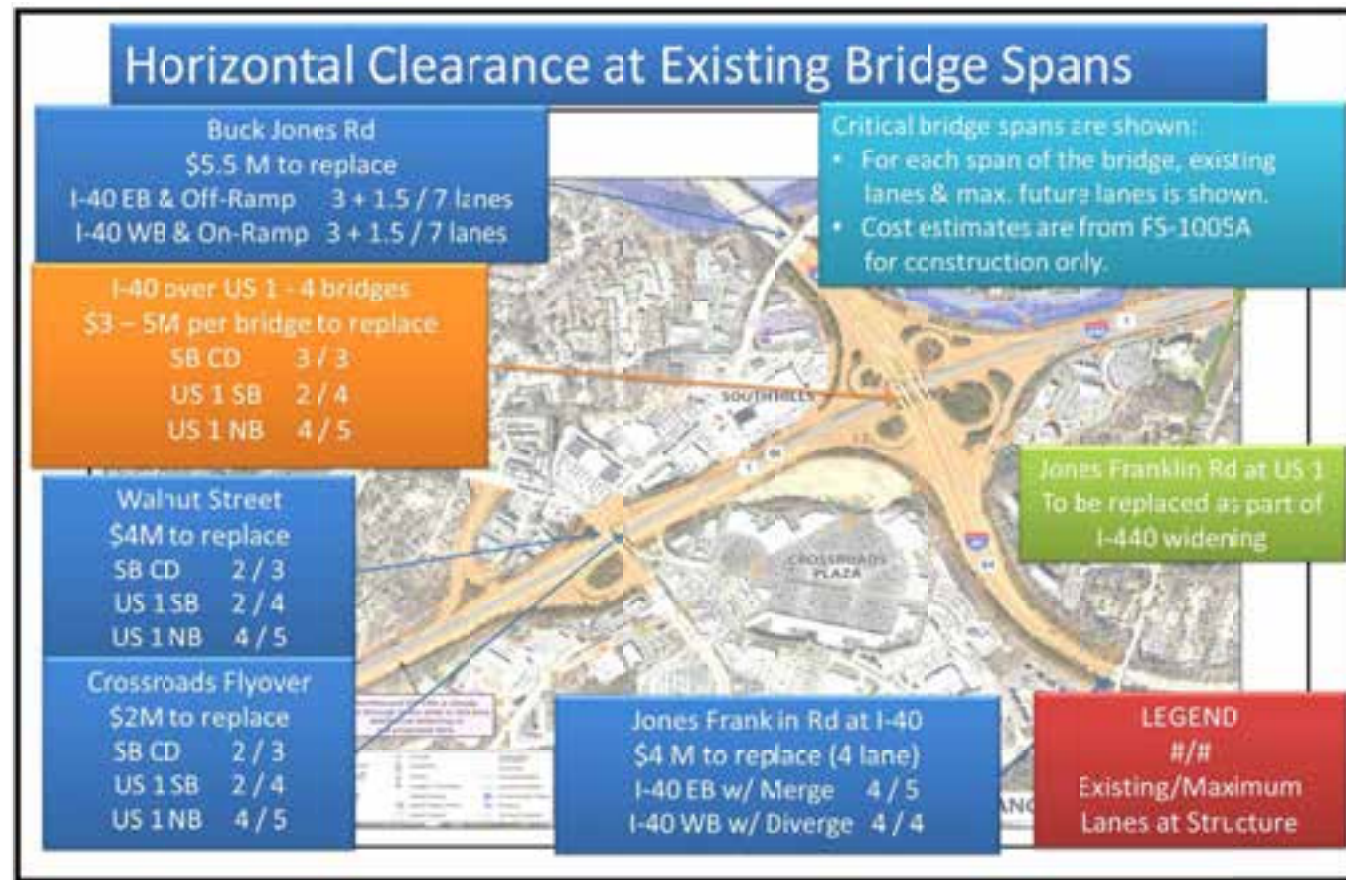 Horizontal Clearance at Existing Bridge Spans
Buck Jones Rd
$5.5 M to replace
I-40 EB & Off-Ramp 3 + 1.5 / 7 lanes
I-40 WB & On-Ramp 3 + 1.5 / 7 lanes
Critical bridge spans are shown:
• For each span of the bridge, existing
lanes & max. future lanes is shown.
• Cost estimates are from FS-1005A
for construction only.
I-40 over US 1 - 4 bridges
$3 – 5M per bridge to replace
SB CD 3 / 3
US 1 SB 2 / 4
US 1 NB 4 / 5
SOUTH HILLS
Jones Franklin Rd at US 1
To be replaced as part of
I-440 widening
Walnut Street
$4M to replace
SB CD 2 / 3
US 1 SB 2 / 4
US 1 NB 4 / 5
CROSSROADS
PLAZA
Crossroads Flyover
$2M to replace
SB CD 2 / 3
US 1 SB 2 / 4
US 1 NB 4 / 5
Jones Franklin Rd at I-40
$4 M to replace (4 lane)
I-40 EB w/ Merge 4 / 5
I-40 WB w/ Diverge 4 / 4
LEGEND
#/#
Existing/Maximum
Lanes at Structure